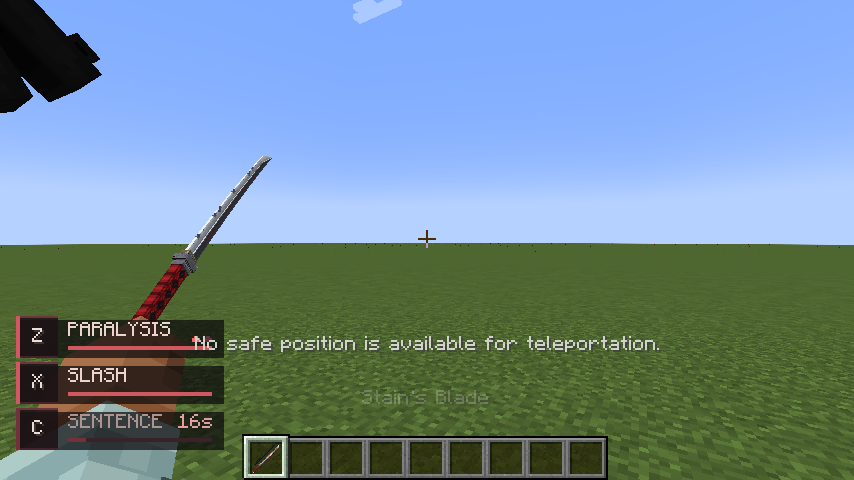 Z PARALYSIS
No safe position is available for teleportation.
X SLASH
Stain's Blade
C SENTENCE 16s